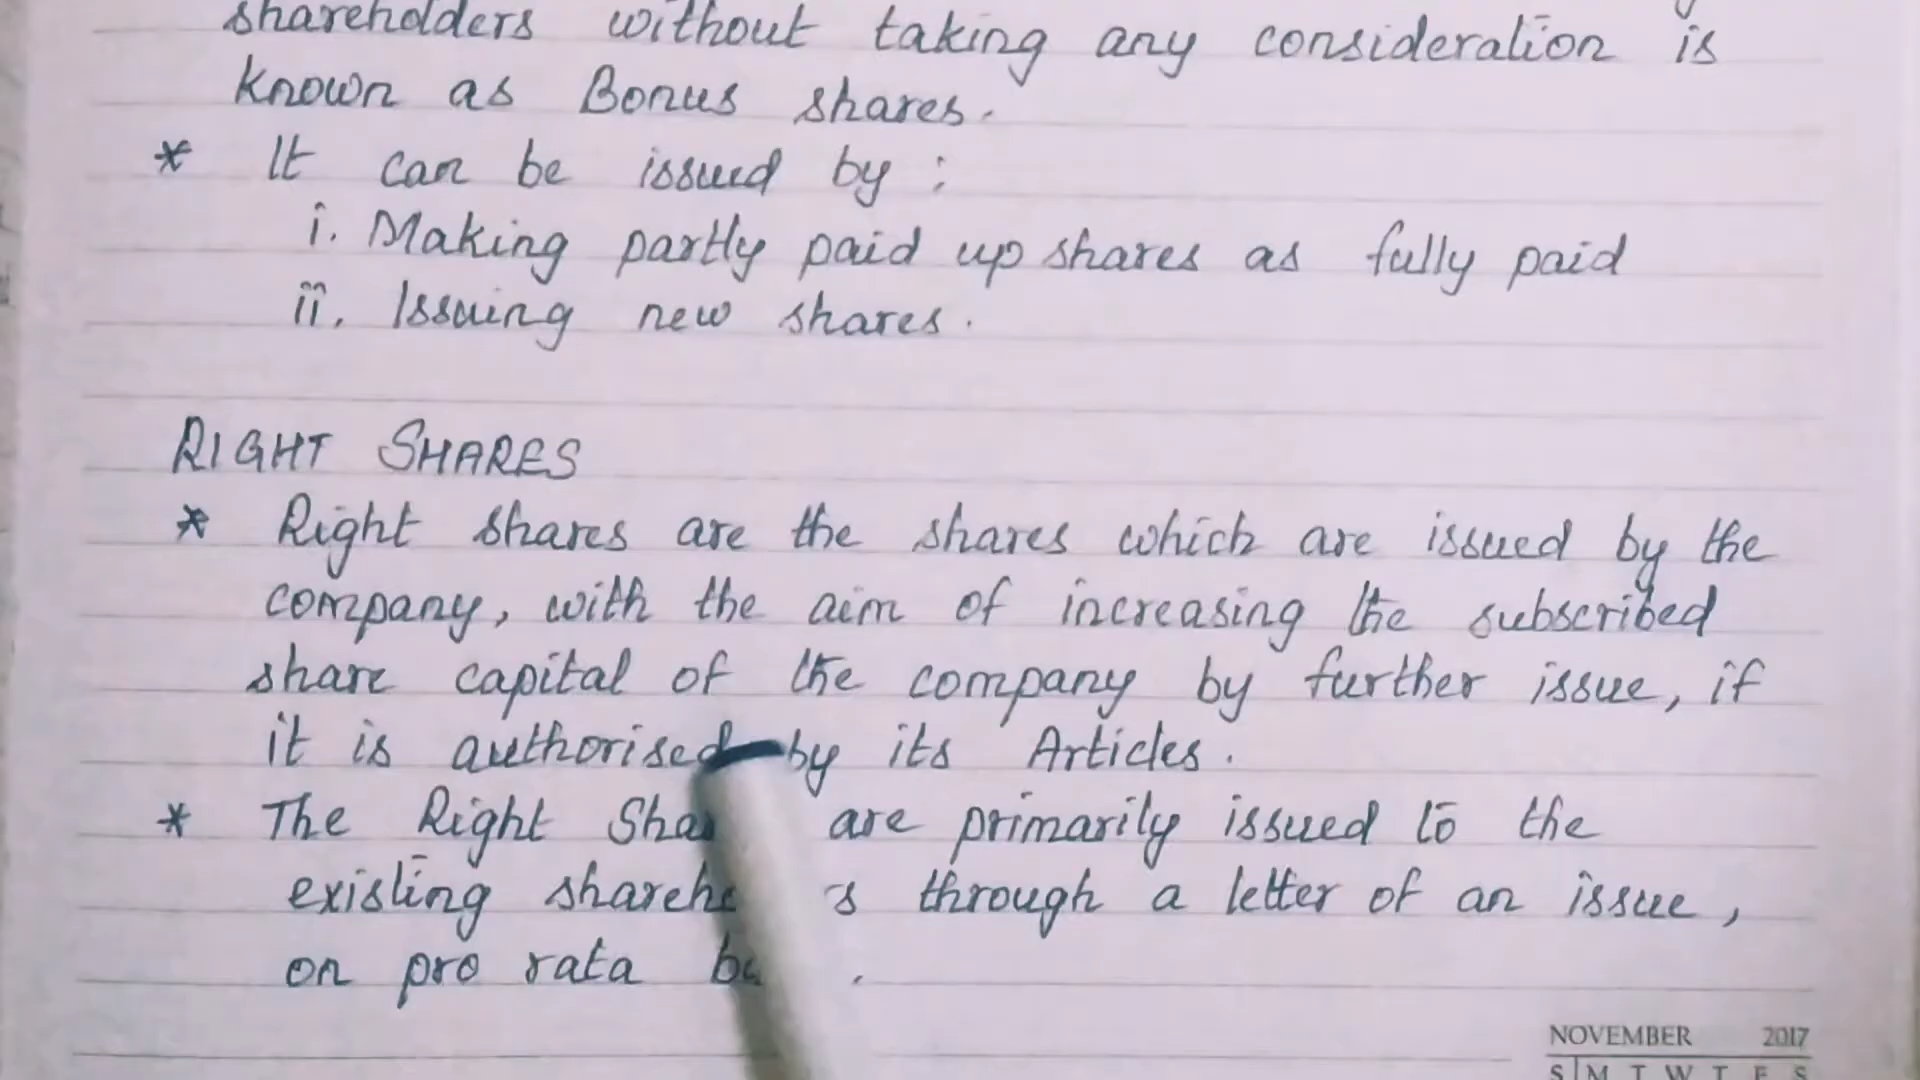 shareholders without taking any consideration is
known as Bonus shares.
* It can be issued by :
i. Making partly paid up shares as fully paid
ii. Issuing new shares.
RIGHT SHARES
* Right shares are the shares which are issued by the
company, with the aim of increasing the subscribed
share capital of the company by further issue, if
it is authorised by its Articles.
* The Right are primarily issued to the
existing through a letter of an issue,
on pro rata
NOVEMBER 2017
S M T W T F S